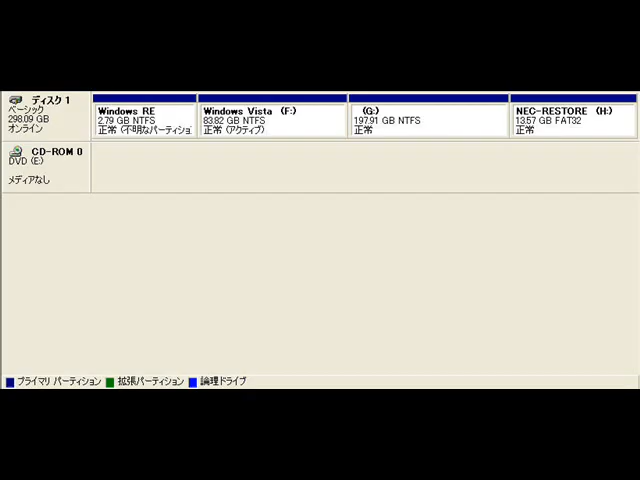 ディスク 1
ベーシック
298.09 GB
オンライン
Windows RE
2.79 GB NTFS
正常 (不明なパーティショ
Windows Vista (F:)
83.82 GB NTFS
正常 (アクティブ)
(G:)
197.91 GB NTFS
正常
NEC-RESTORE (H:)
13.57 GB FAT32
正常
CD-ROM 0
DVD (E:)
メディアなし
プライマリ パーティション 拡張パーティション 論理ドライブ